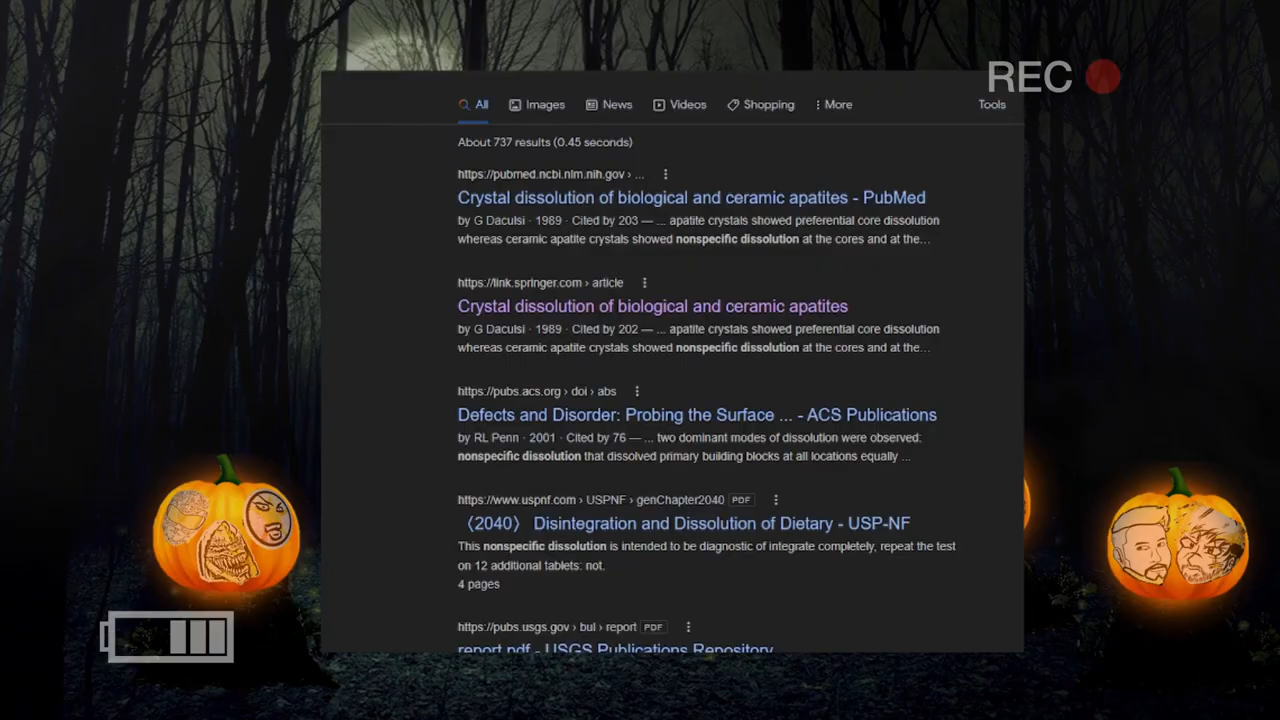 REC
All Images News Videos Shopping More Tools
About 737 results (0.45 seconds)
https://pubmed.ncbi.nlm.nih.gov › ...
Crystal dissolution of biological and ceramic apatites - PubMed
by G Daculsi · 1989 · Cited by 203 — ... apatite crystals showed preferential core dissolution
whereas ceramic apatite crystals showed nonspecific dissolution at the cores and at the...
https://link.springer.com › article
Crystal dissolution of biological and ceramic apatites
by G Daculsi · 1989 · Cited by 202 — ... apatite crystals showed preferential core dissolution
whereas ceramic apatite crystals showed nonspecific dissolution at the cores and at the...
https://pubs.acs.org › doi › abs
Defects and Disorder: Probing the Surface ... - ACS Publications
by RL Penn · 2001 · Cited by 76 — ... two dominant modes of dissolution were observed:
nonspecific dissolution that dissolved primary building blocks at all locations equally ...
https://www.uspnf.com › USPNF › genChapter2040 PDF
〈2040〉 Disintegration and Dissolution of Dietary - USP-NF
This nonspecific dissolution is intended to be diagnostic of integrate completely, repeat the test
on 12 additional tablets: not.
4 pages
https://pubs.usgs.gov › bul › report PDF
report.pdf - USGS Publications Repository